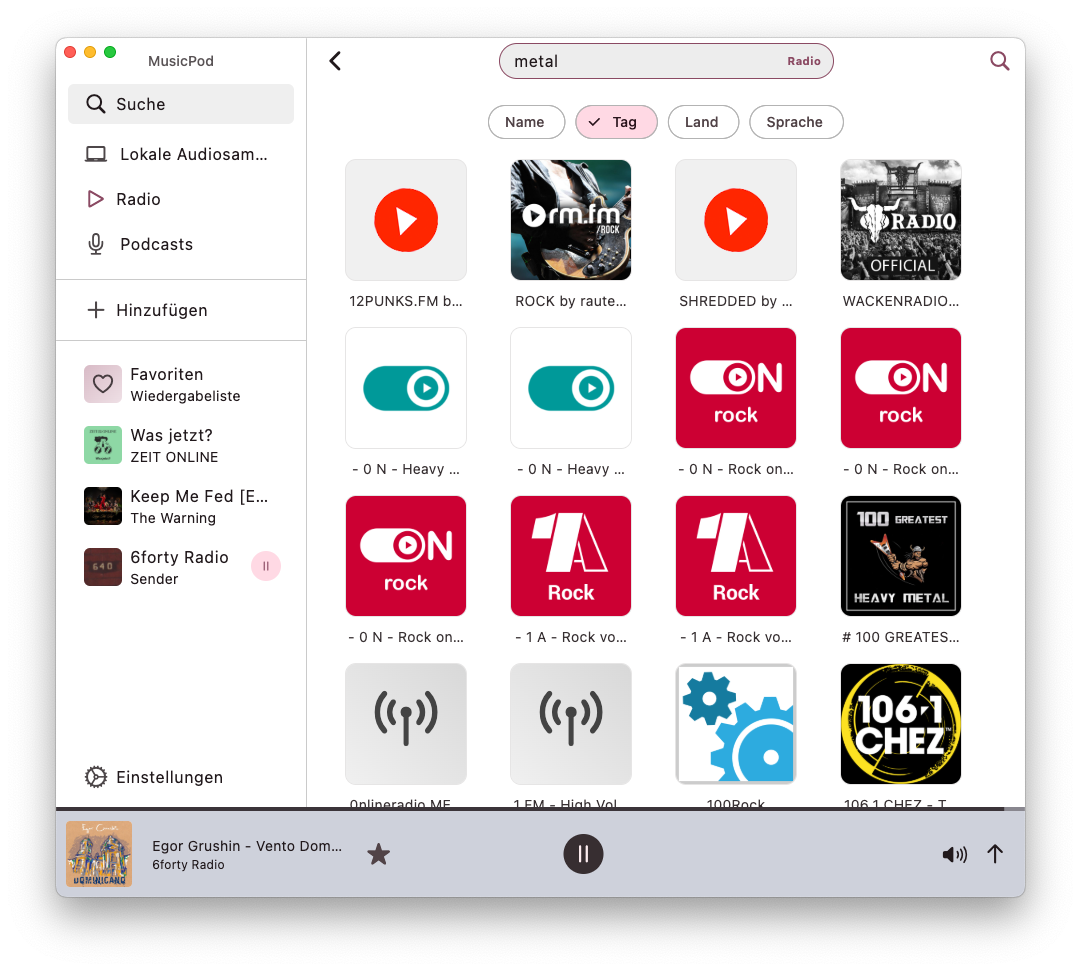 MusicPod
Suche
Lokale Audiosam...
Radio
Podcasts
Hinzufügen
Favoriten
Wiedergabeliste
Was jetzt?
ZEIT ONLINE
Keep Me Fed [E...
The Warning
640
6forty Radio
Sender
Einstellungen
metal
Radio
Name
Tag
Land
Sprache
rm.fm
/ROCK
RADIO
OFFICIAL
12PUNKS.FM b...
ROCK by raute...
SHREDDED by ...
WACKENRADIO...
ON
rock
ON
rock
- 0 N - Heavy ...
- 0 N - Heavy ...
- 0 N - Rock on...
- 0 N - Rock on...
ON
rock
1A
Rock
1A
Rock
100 GREATEST
HEAVY METAL
- 0 N - Rock on...
- 1 A - Rock vo...
- 1 A - Rock vo...
# 100 GREATES...
106.1
CHEZ™
0nlineradio ME...
1.FM - High Vol...
100Rock
106.1 CHEZ - T...
Egor Grushin - Vento Dom...
6forty Radio
DOMINICANO